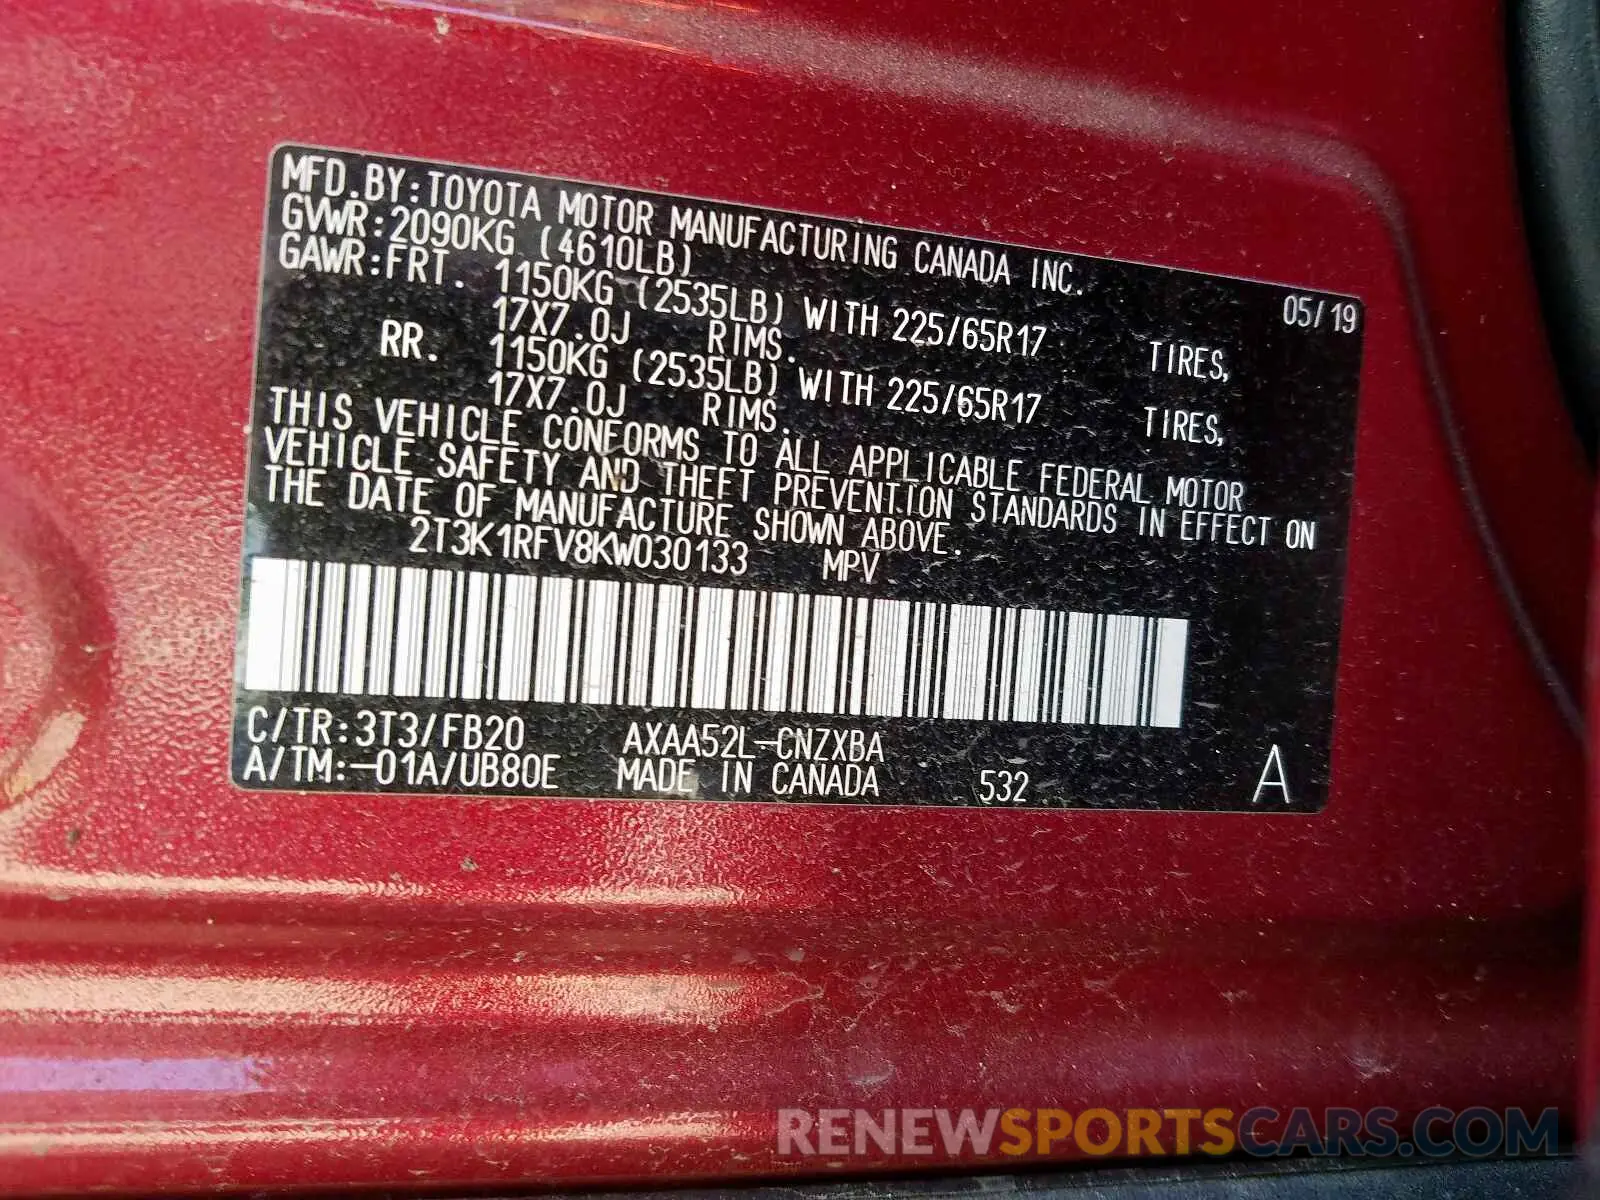 MFD.BY:TOYOTA MOTOR MANUFACTURING CANADA INC.
GVWR:2090KG (4610LB) 05/19
GAWR:FRT. 1150KG (2535LB) WITH 225/65R17 TIRES,
17X7.0J RIMS.
RR. 1150KG (2535LB) WITH 225/65R17 TIRES,
17X7.0J RIMS.
THIS VEHICLE CONFORMS TO ALL APPLICABLE FEDERAL MOTOR
VEHICLE SAFETY AND THEFT PREVENTION STANDARDS IN EFFECT ON
THE DATE OF MANUFACTURE SHOWN ABOVE.
2T3K1RFV8KW030133 MPV
C/TR:3T3/FB20 AXAA52L-CNZXBA
A/TM:-01A/UB80E MADE IN CANADA 532 A
RENEWSPORTSCARS.COM